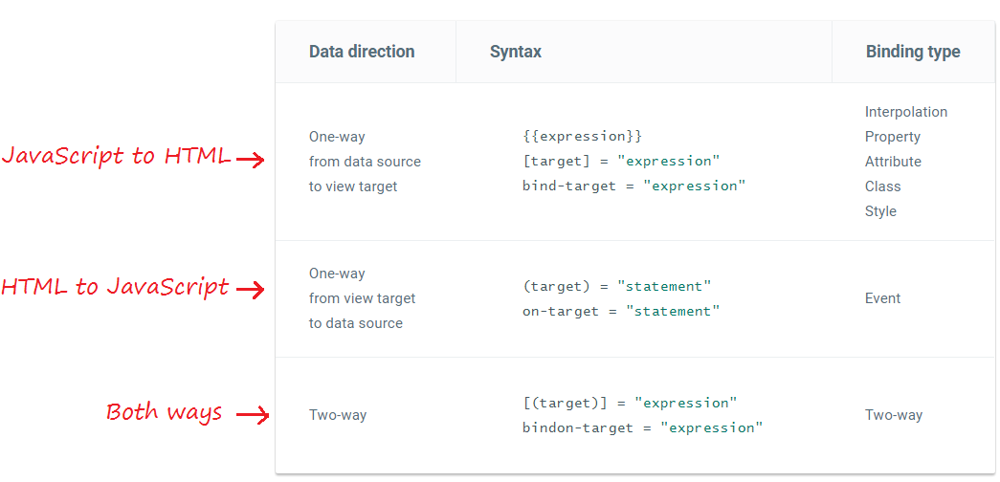 Data direction Syntax Binding type
JavaScript to HTML
One-way
from data source
to view target
{{expression}}
[target] = "expression"
bind-target = "expression"
Interpolation
Property
Attribute
Class
Style
HTML to JavaScript
One-way
from view target
to data source
(target) = "statement"
on-target = "statement"
Event
Both ways
Two-way
[(target)] = "expression"
bindon-target = "expression"
Two-way